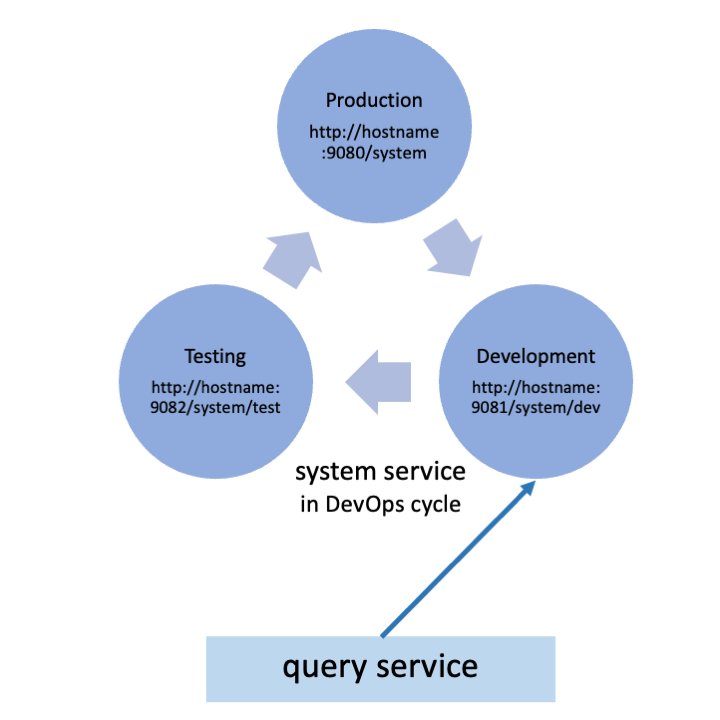 Production
http://hostname
:9080/system
Testing
http://hostname:
9082/system/test
Development
http://hostname:
9081/system/dev
system service
in DevOps cycle
query service